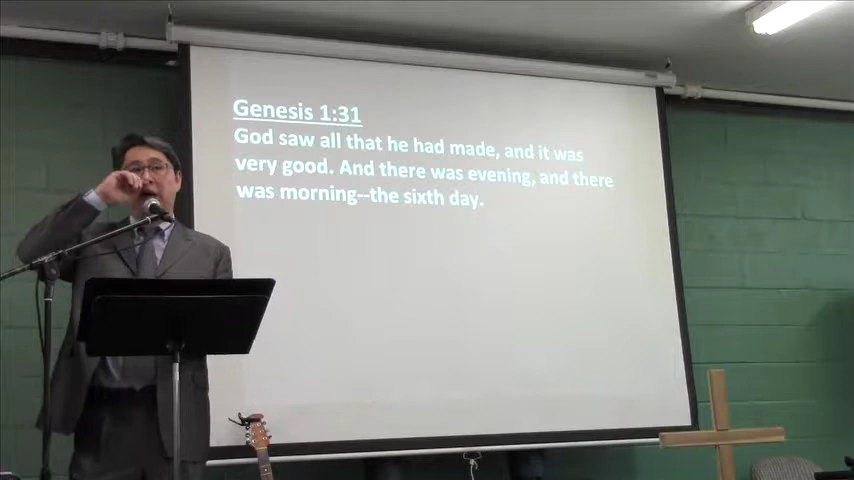 Genesis 1:31
God saw all that he had made, and it was
very good. And there was evening, and there
was morning--the sixth day.